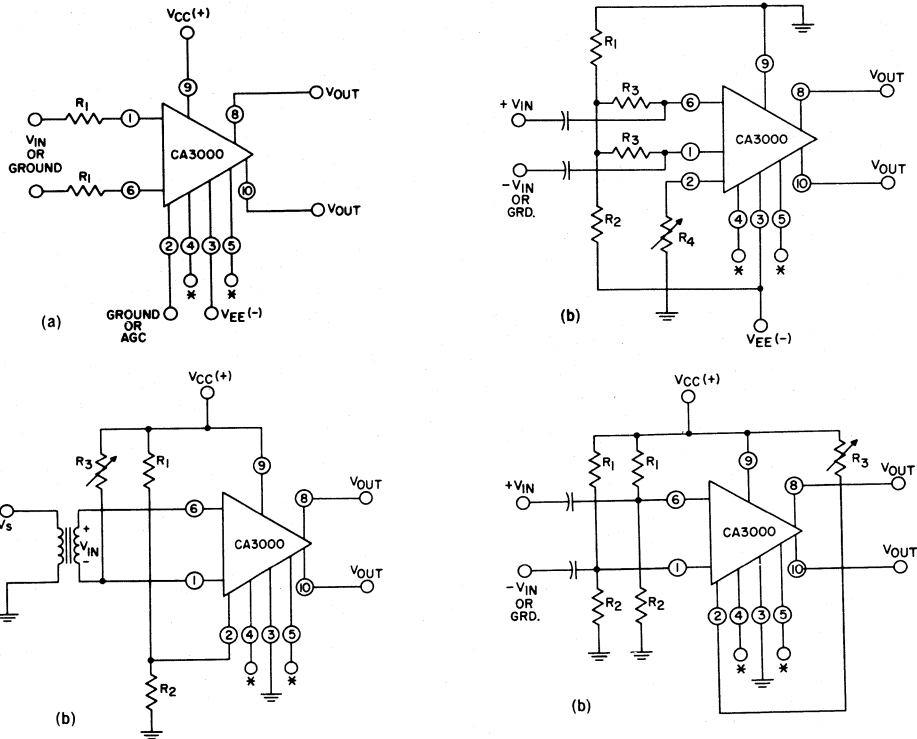 VCC(+)
9
R1
1
8
VOUT
VIN
OR
GROUND
CA3000
R1
6
10
VOUT
2
4
3
5
*
*
GROUND
OR
AGC
VEE(-)
(a)
R1
9
R3
6
8
VOUT
+VIN
CA3000
R3
1
-VIN
OR
GRD.
2
10
VOUT
R2
R4
4
3
5
*
*
(b)
VEE(-)
VCC(+)
R3
R1
9
6
8
VOUT
Vs
+
VIN
-
CA3000
1
10
VOUT
2
4
3
5
*
*
R2
(b)
VCC(+)
R1
R1
9
R3
VOUT
+VIN
6
8
CA3000
VOUT
-VIN
OR
GRD.
1
10
R2
R2
2
4
3
5
*
*
(b)